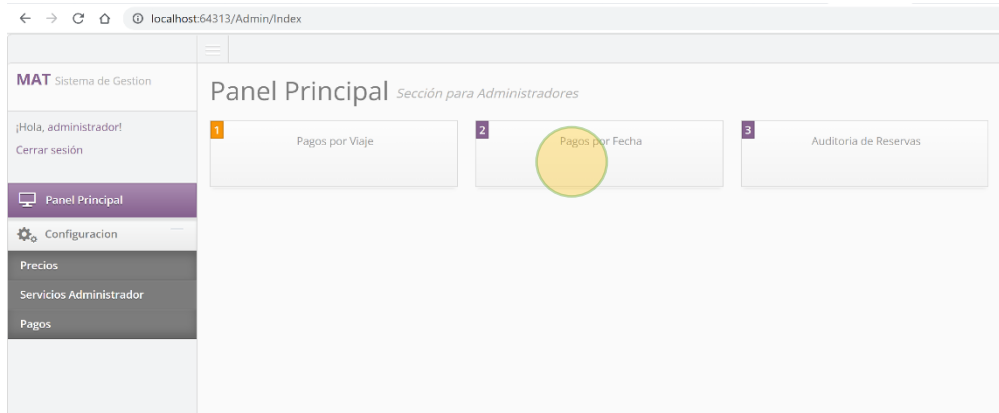 localhost:64313/Admin/Index
MAT Sistema de Gestion
¡Hola, administrador!
Cerrar sesión
Panel Principal
Configuracion
Precios
Servicios Administrador
Pagos
Panel Principal Sección para Administradores
1 Pagos por Viaje
2 Pagos por Fecha
3 Auditoria de Reservas